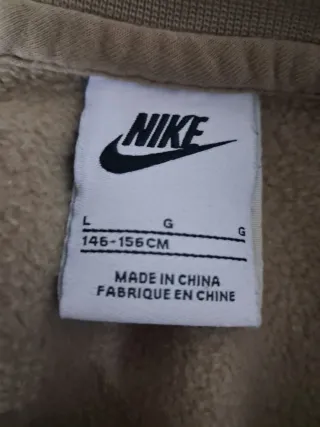 NIKE
L G G
146-156CM
MADE IN CHINA
FABRIQUE EN CHINE